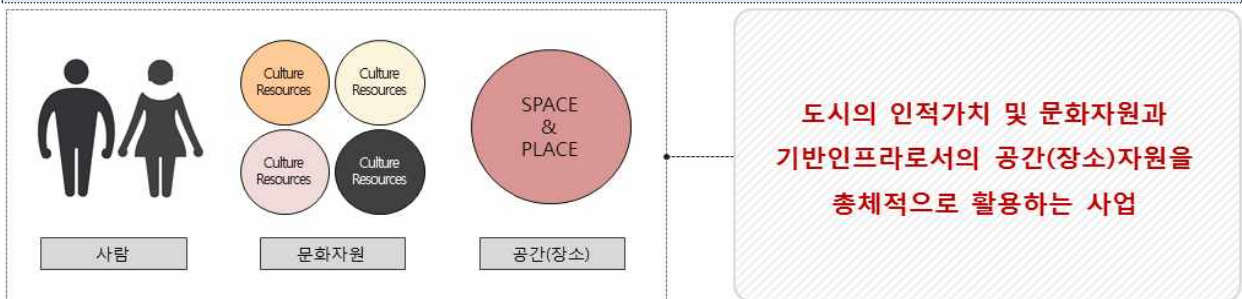 Culture
Resources
Culture
Resources
Culture
Resources
Culture
Resources
SPACE
&
PLACE
사람
문화자원
공간(장소)
도시의 인적가치 및 문화자원과
기반인프라로서의 공간(장소)자원을
총체적으로 활용하는 사업